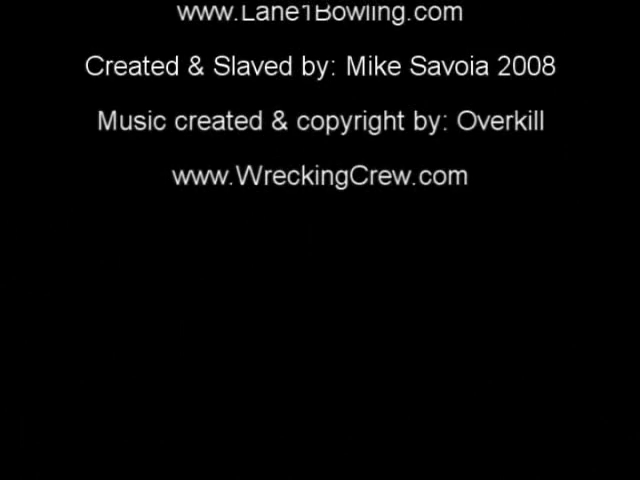 www.Lane1Bowling.com
Created & Slaved by: Mike Savoia 2008
Music created & copyright by: Overkill
www.WreckingCrew.com